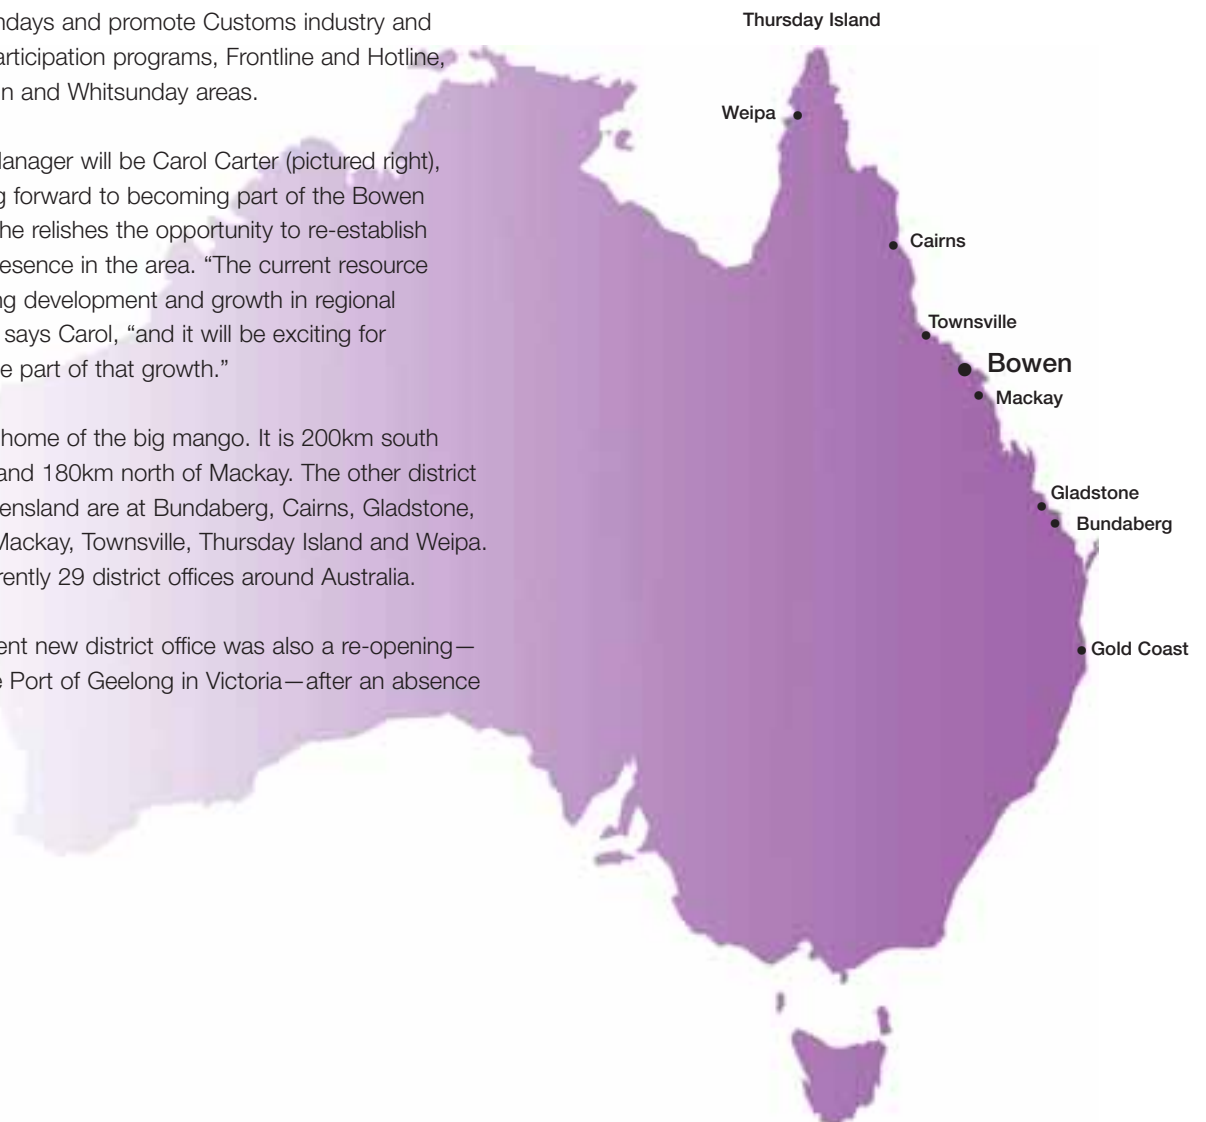 ndays and promote Customs industry and
articipation programs, Frontline and Hotline,
n and Whitsunday areas.
anager will be Carol Carter (pictured right),
g forward to becoming part of the Bowen
he relishes the opportunity to re-establish
esence in the area. “The current resource
ng development and growth in regional
says Carol, “and it will be exciting for
e part of that growth.”
home of the big mango. It is 200km south
and 180km north of Mackay. The other district
ensland are at Bundaberg, Cairns, Gladstone,
Mackay, Townsville, Thursday Island and Weipa.
rently 29 district offices around Australia.
ent new district office was also a re-opening—
e Port of Geelong in Victoria—after an absence
Thursday Island
Weipa
Cairns
Townsville
Bowen
Mackay
Gladstone
Bundaberg
Gold Coast